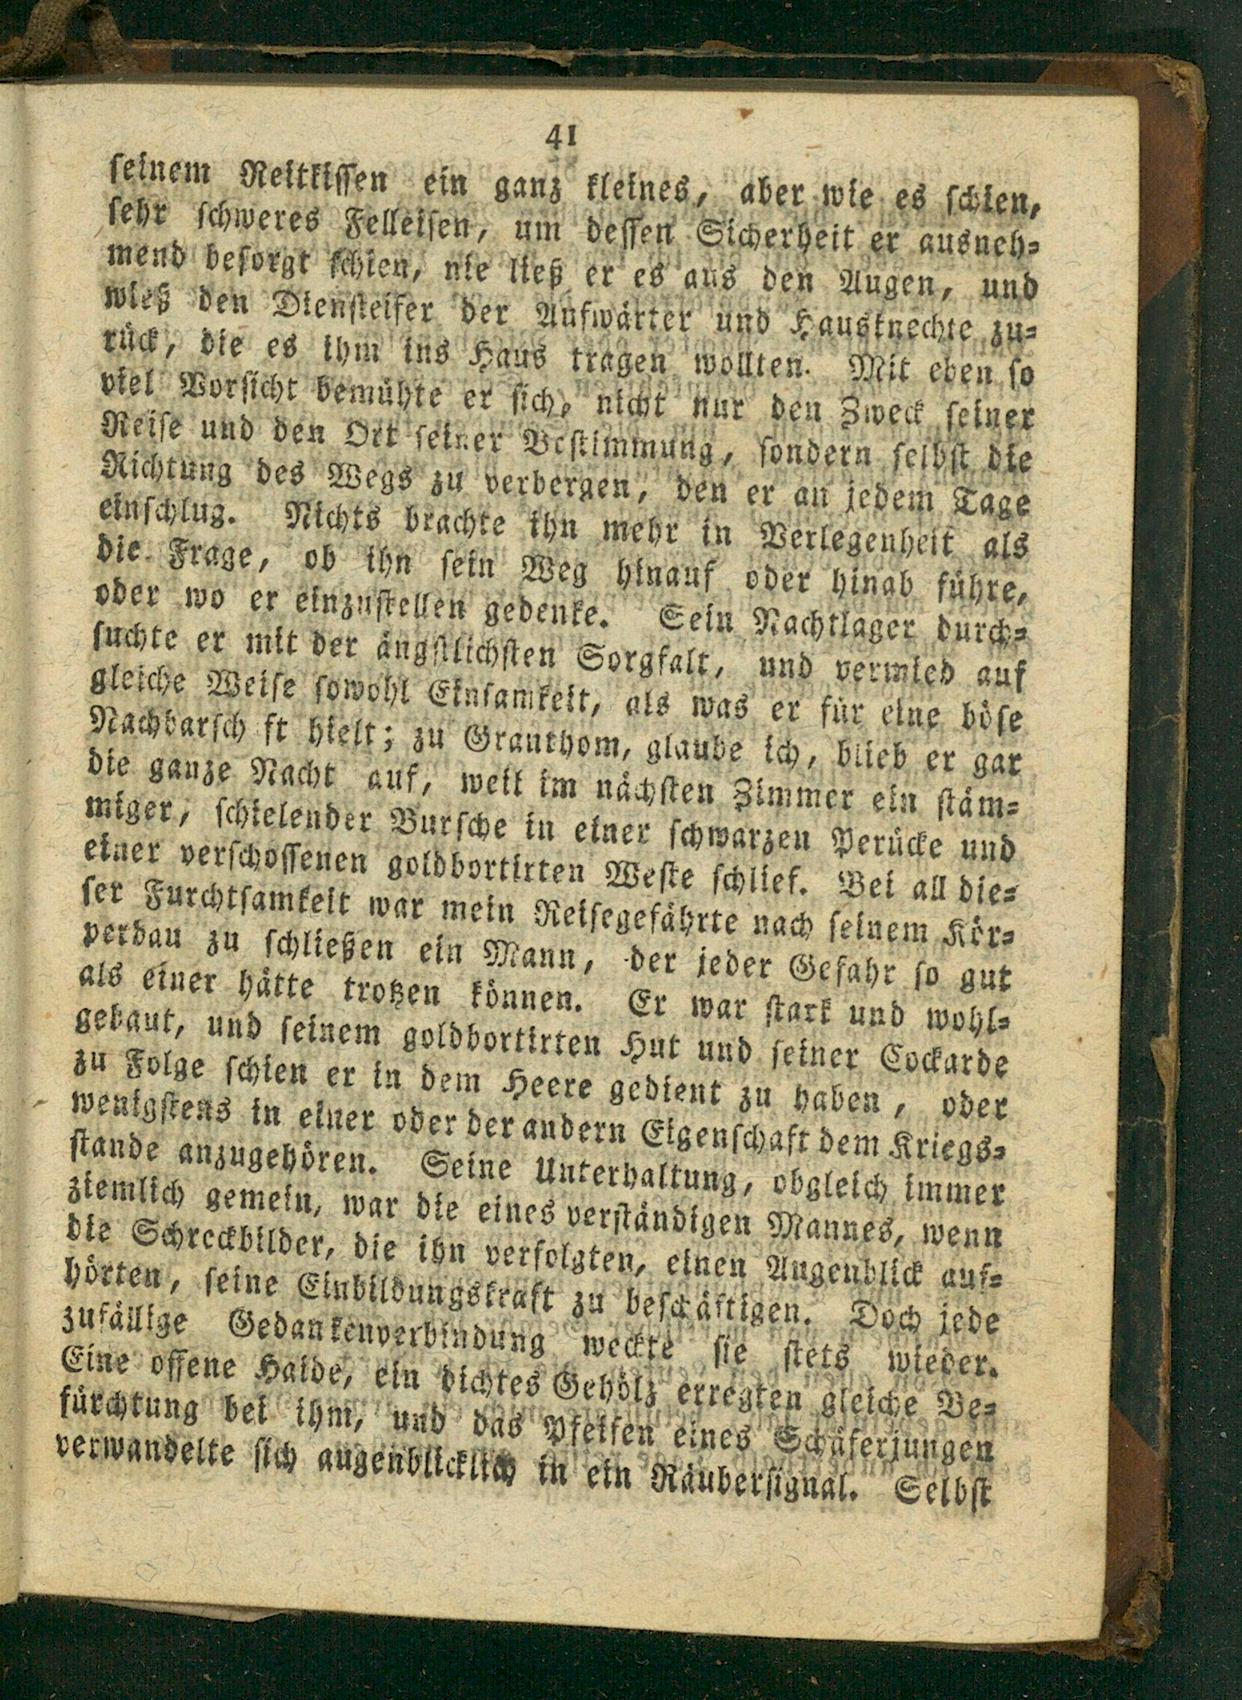 41
seinem Reitkissen ein ganz kleines, aber wie es schien,
sehr schweres Felleisen, um dessen Sicherheit er ausneh-
mend besorgt schien, nie ließ er es aus den Augen, und
wieß den Diensteifer der Aufwärter und Hausknechte zu-
rück, die es ihm ins Haus tragen wollten. Mit eben so
viel Vorsicht bemühte er sich, nicht nur den Zweck seiner
Reise und den Ort seiner Bestimmung, sondern selbst die
Richtung des Wegs zu verbergen, den er an jedem Tage
einschlug. Nichts brachte ihn mehr in Verlegenheit als
die Frage, ob ihn sein Weg hinauf oder hinab führe,
oder wo er einzustellen gedenke. Sein Nachtlager durch-
suchte er mit der ängstlichsten Sorgfalt, und vermied auf
gleiche Weise sowohl Einsamkeit, als was er für eine böse
Nachbarsch ft hielt; zu Grauthom, glaube ich, blieb er gar
die ganze Nacht auf, weil im nächsten Zimmer ein stäm-
miger, schielender Bursche in einer schwarzen Perücke und
einer verschossenen goldbortirten Weste schlief. Bei all die-
ser Furchtsamkeit war mein Reisegefährte nach seinem Kör-
perbau zu schließen ein Mann, der jeder Gefahr so gut
als einer hätte trotzen können. Er war stark und wohl-
gebaut, und seinem goldbortirten Hut und seiner Cockarde
zu Folge schien er in dem Heere gedient zu haben, oder
wenigstens in einer oder der andern Eigenschaft dem Kriegs-
stande anzugehören. Seine Unterhaltung, obgleich immer
ziemlich gemein, war die eines verständigen Mannes, wenn
die Schreckbilder, die ihn verfolgten, einen Augenblick auf-
hörten, seine Einbildungskraft zu beschäftigen. Doch jede
zufällige Gedankenverbindung weckte sie stets wieder.
Eine offene Haide, ein dichtes Gehölz erregten gleiche Be-
fürchtung bei ihm, und das Pfeifen eines Schäferjungen
verwandelte sich augenblicklich in ein Räubersignal. Selbst